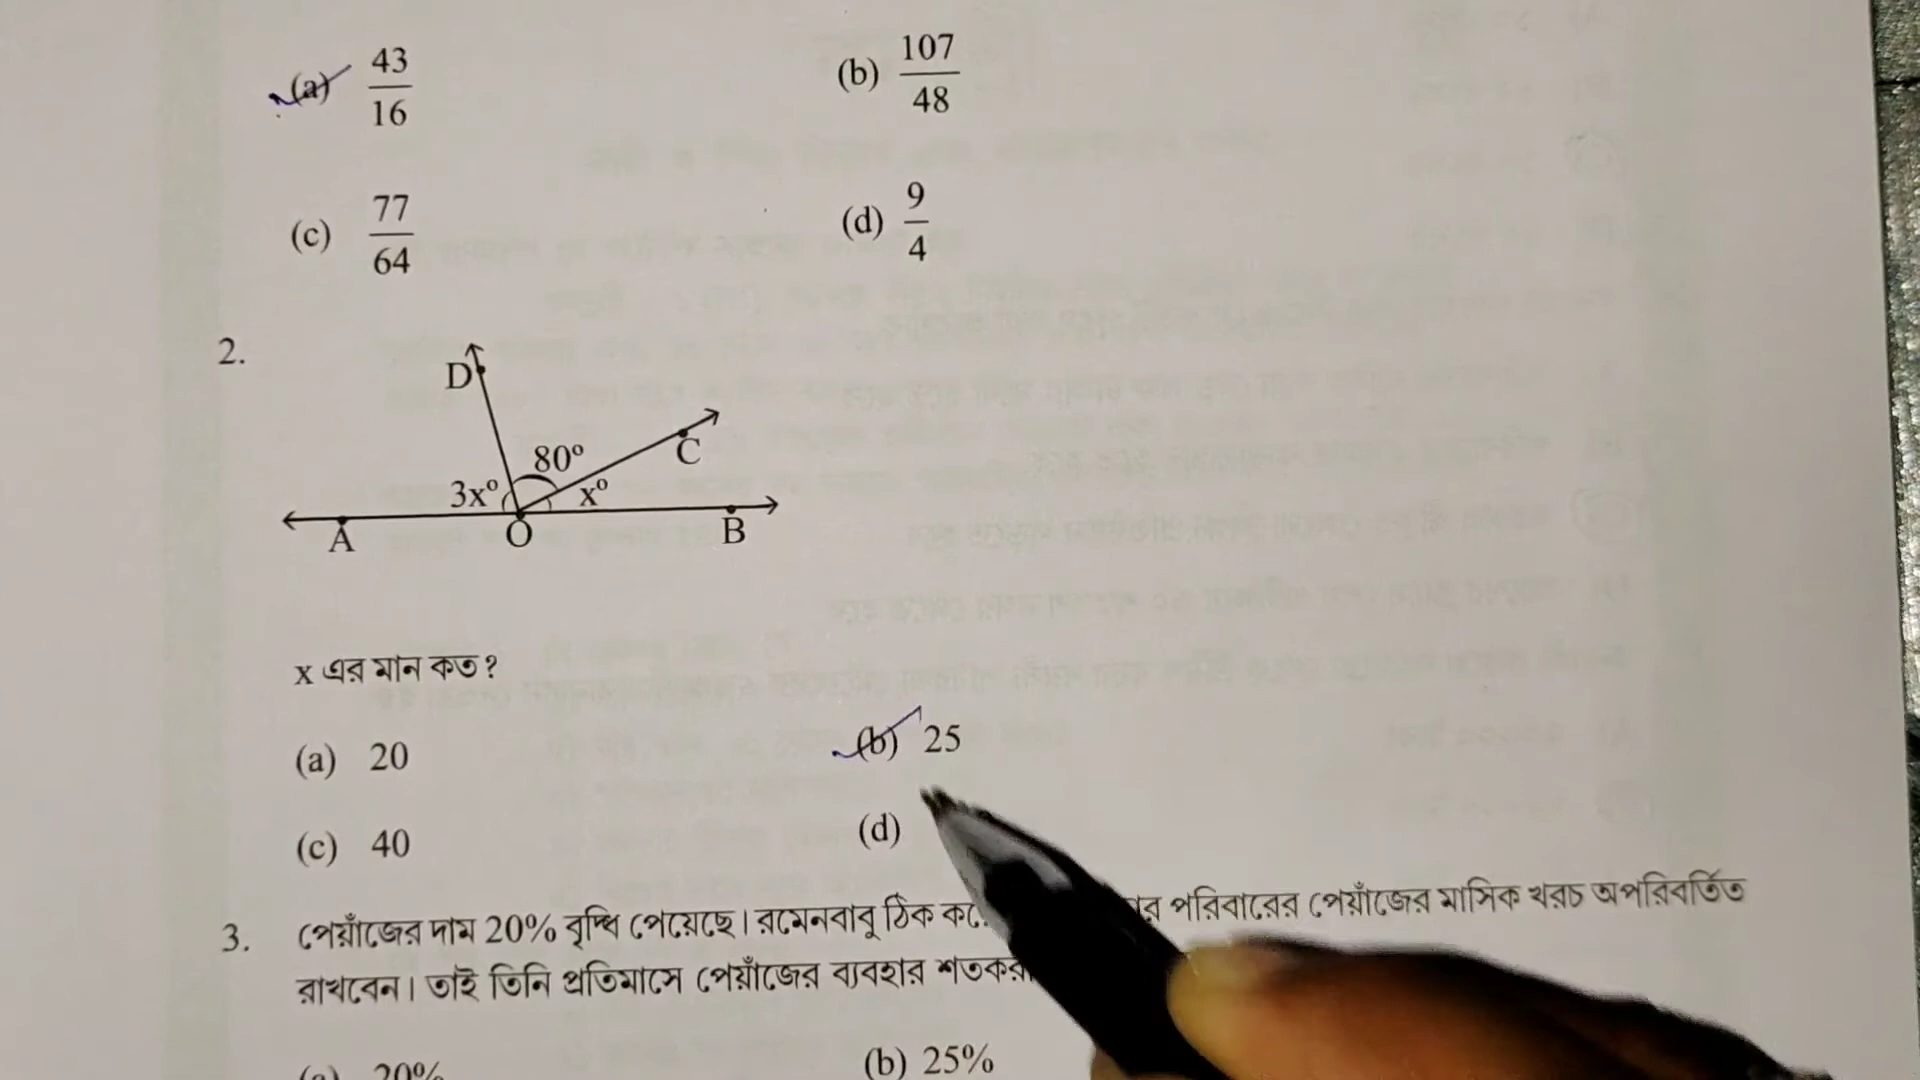 (a) 43/16 (b) 107/48
(c) 77/64 (d) 9/4
2.
D
C
80°
3x° x°
A O B
x এর মান কত?
(a) 20 (b) 25
(c) 40 (d)
3. পেঁয়াজের দাম 20% বৃদ্ধি পেয়েছে। রমেনবাবু ঠিক পরিবারের পেঁয়াজের মাসিক খরচ অপরিবর্তিত
রাখবেন। তাই তিনি প্রতিমাসে পেঁয়াজের ব্যবহার
(a) 20% (b) 25%